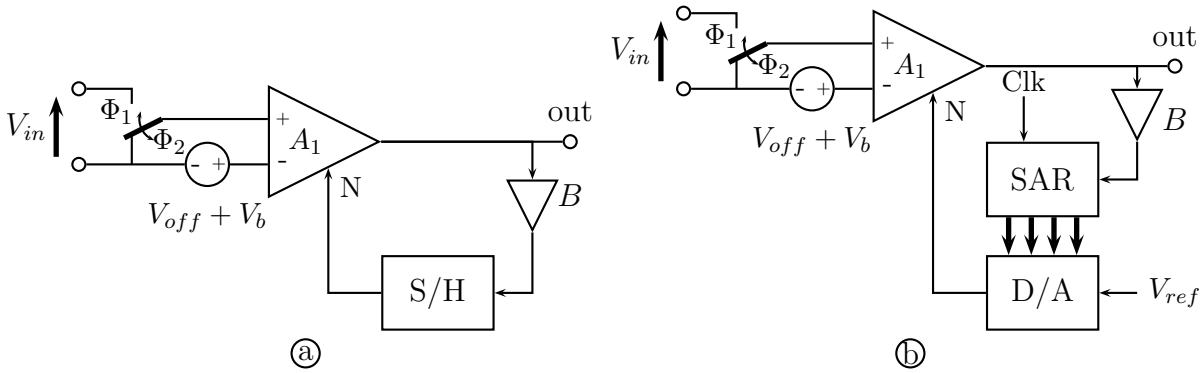 V_in
Φ₁
Φ₂
+
-
A₁
- +
V_off + V_b
N
out
B
S/H
a
V_in
Φ₁
Φ₂
+
-
A₁
- +
V_off + V_b
N
out
Clk
B
SAR
D/A
V_ref
b